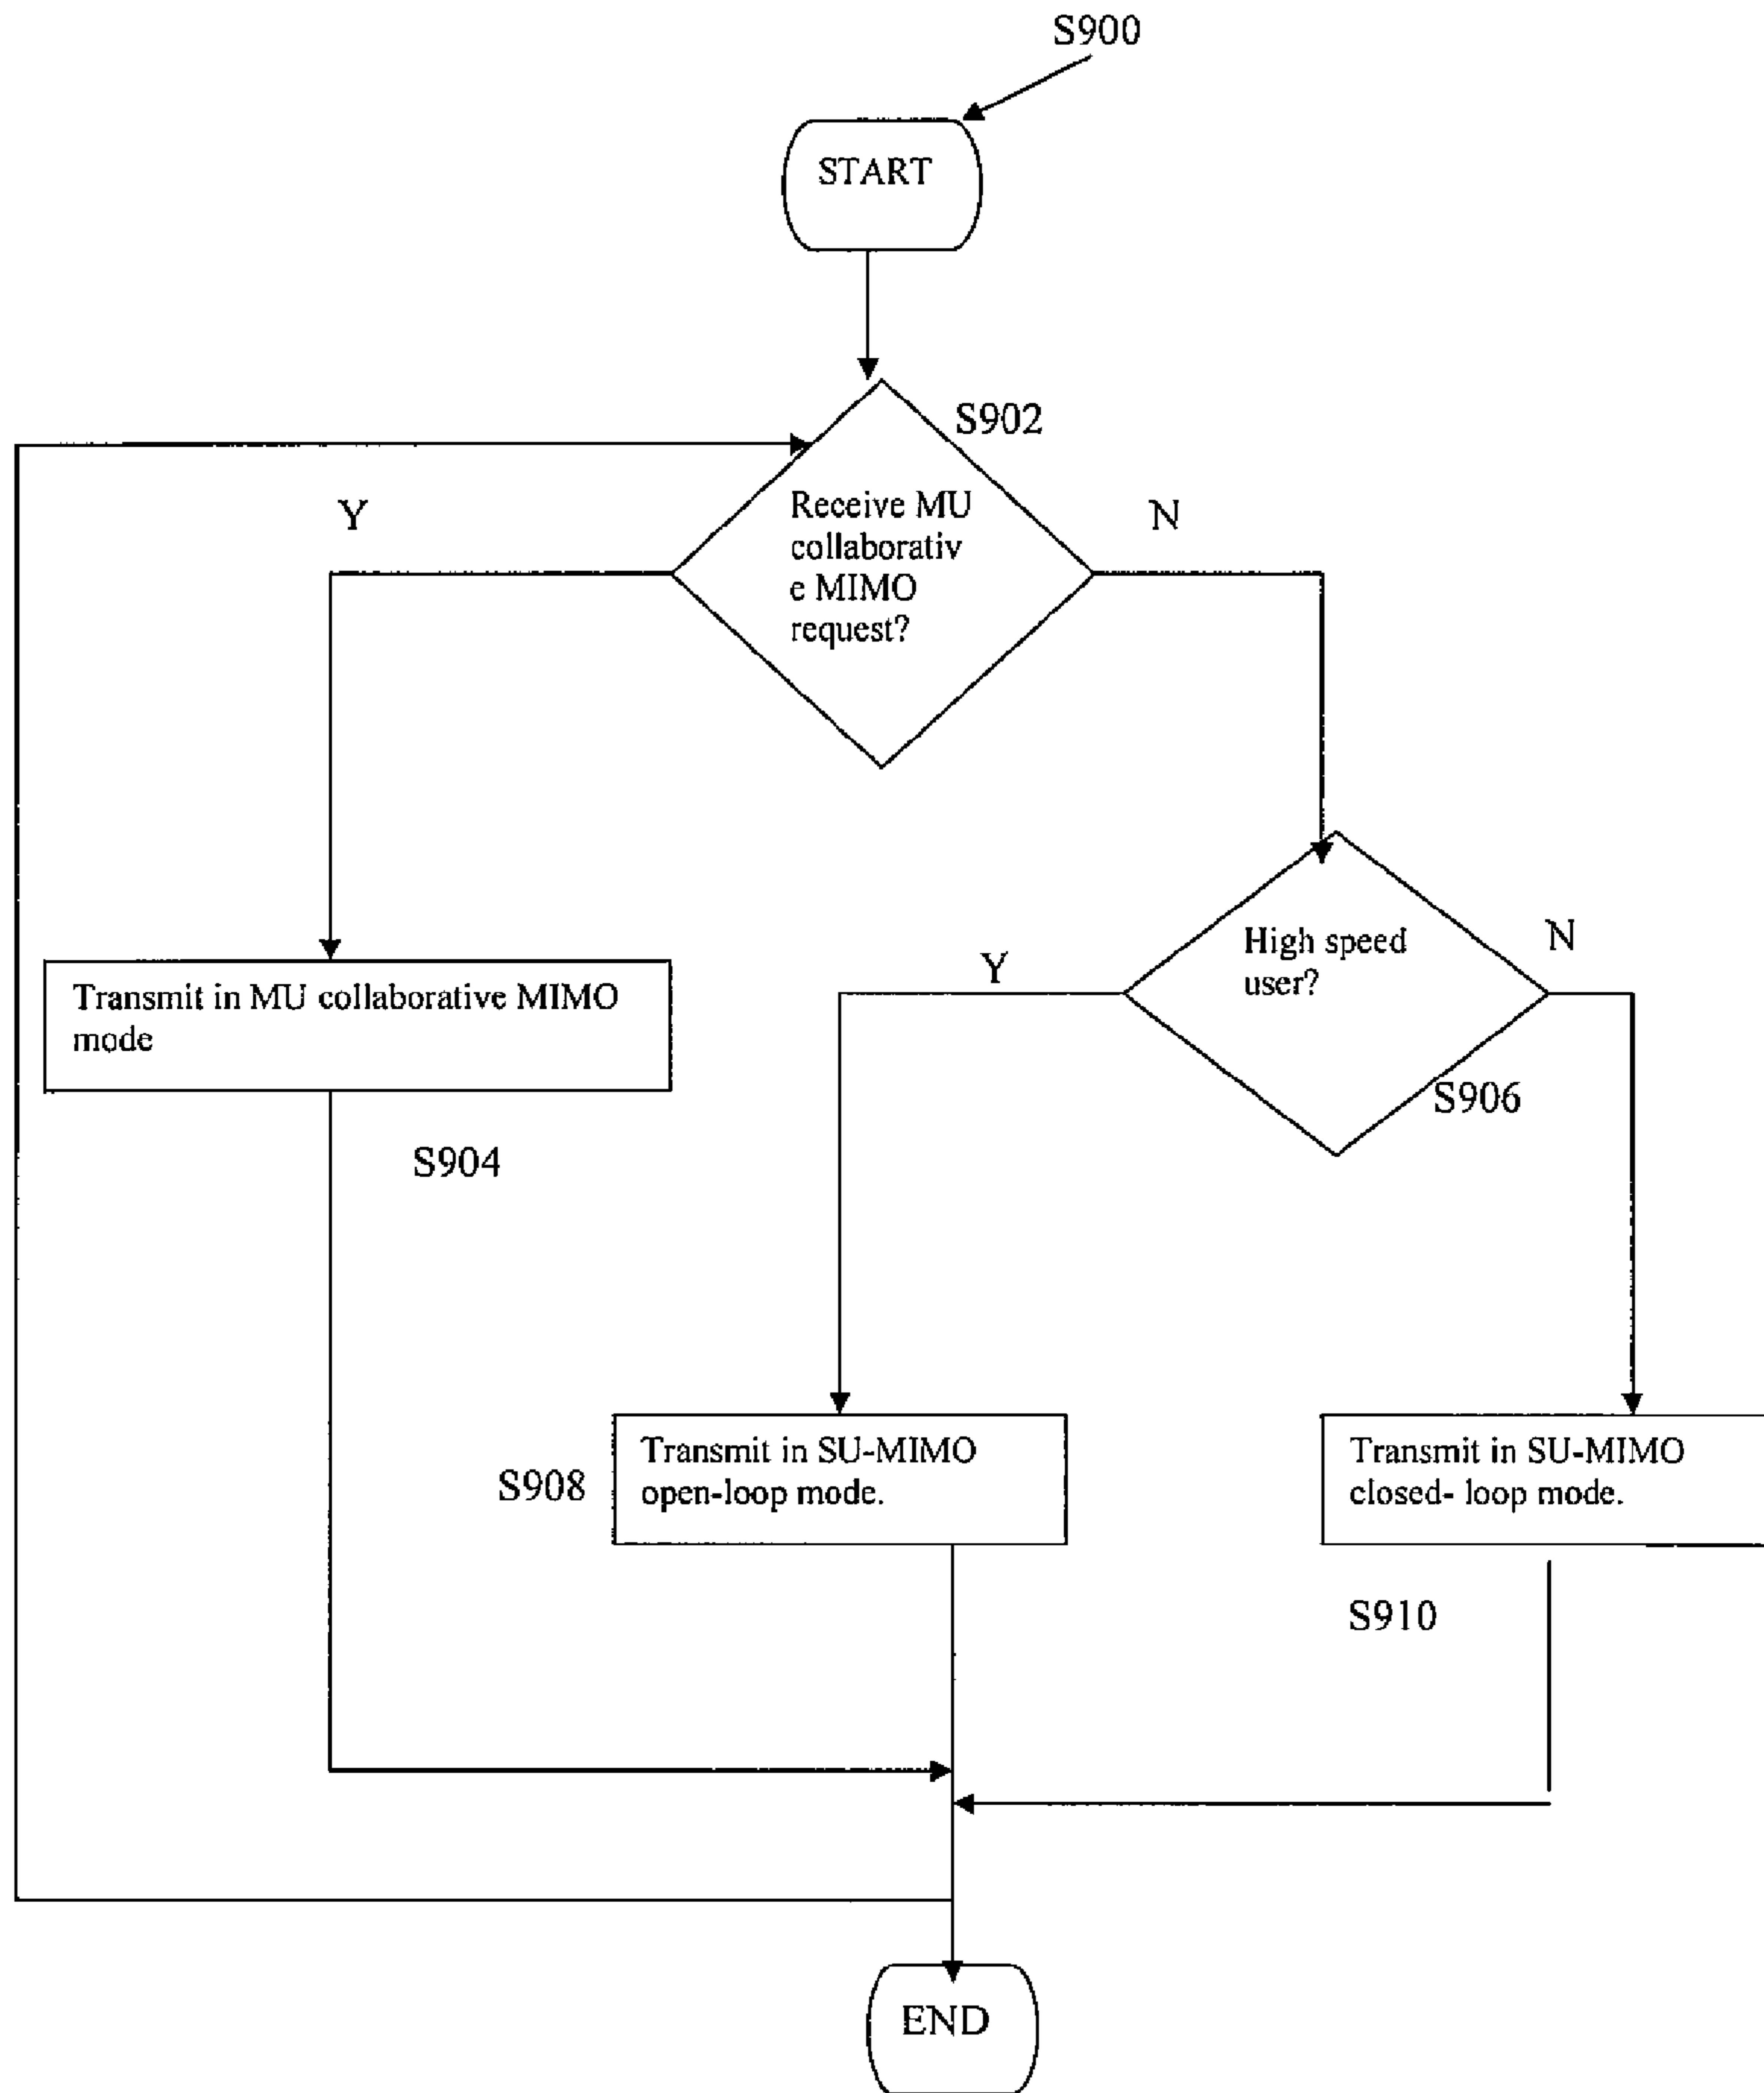 S900
START
S902
Receive MU
collaborativ
e MIMO
request?
Y
N
High speed
user?
Y
N
S906
Transmit in MU collaborative MIMO
mode
S904
Transmit in SU-MIMO
open-loop mode.
S908
Transmit in SU-MIMO
closed- loop mode.
S910
END